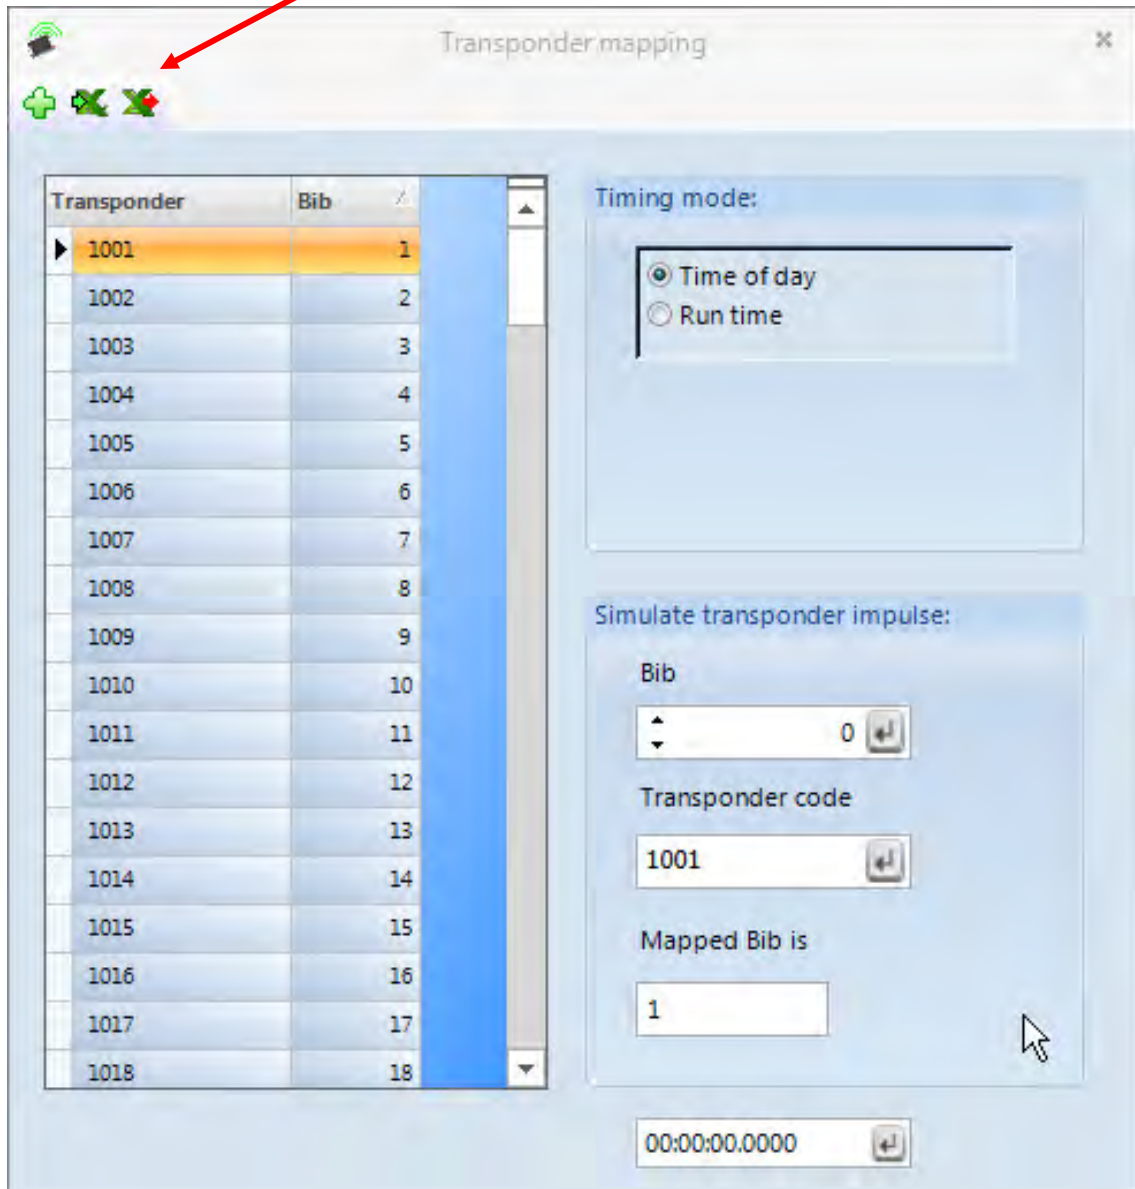 Transponder mapping
Transponder Bib
1001 1
1002 2
1003 3
1004 4
1005 5
1006 6
1007 7
1008 8
1009 9
1010 10
1011 11
1012 12
1013 13
1014 14
1015 15
1016 16
1017 17
1018 18
Timing mode:
Time of day
Run time
Simulate transponder impulse:
Bib
0
Transponder code
1001
Mapped Bib is
1
00:00:00.0000